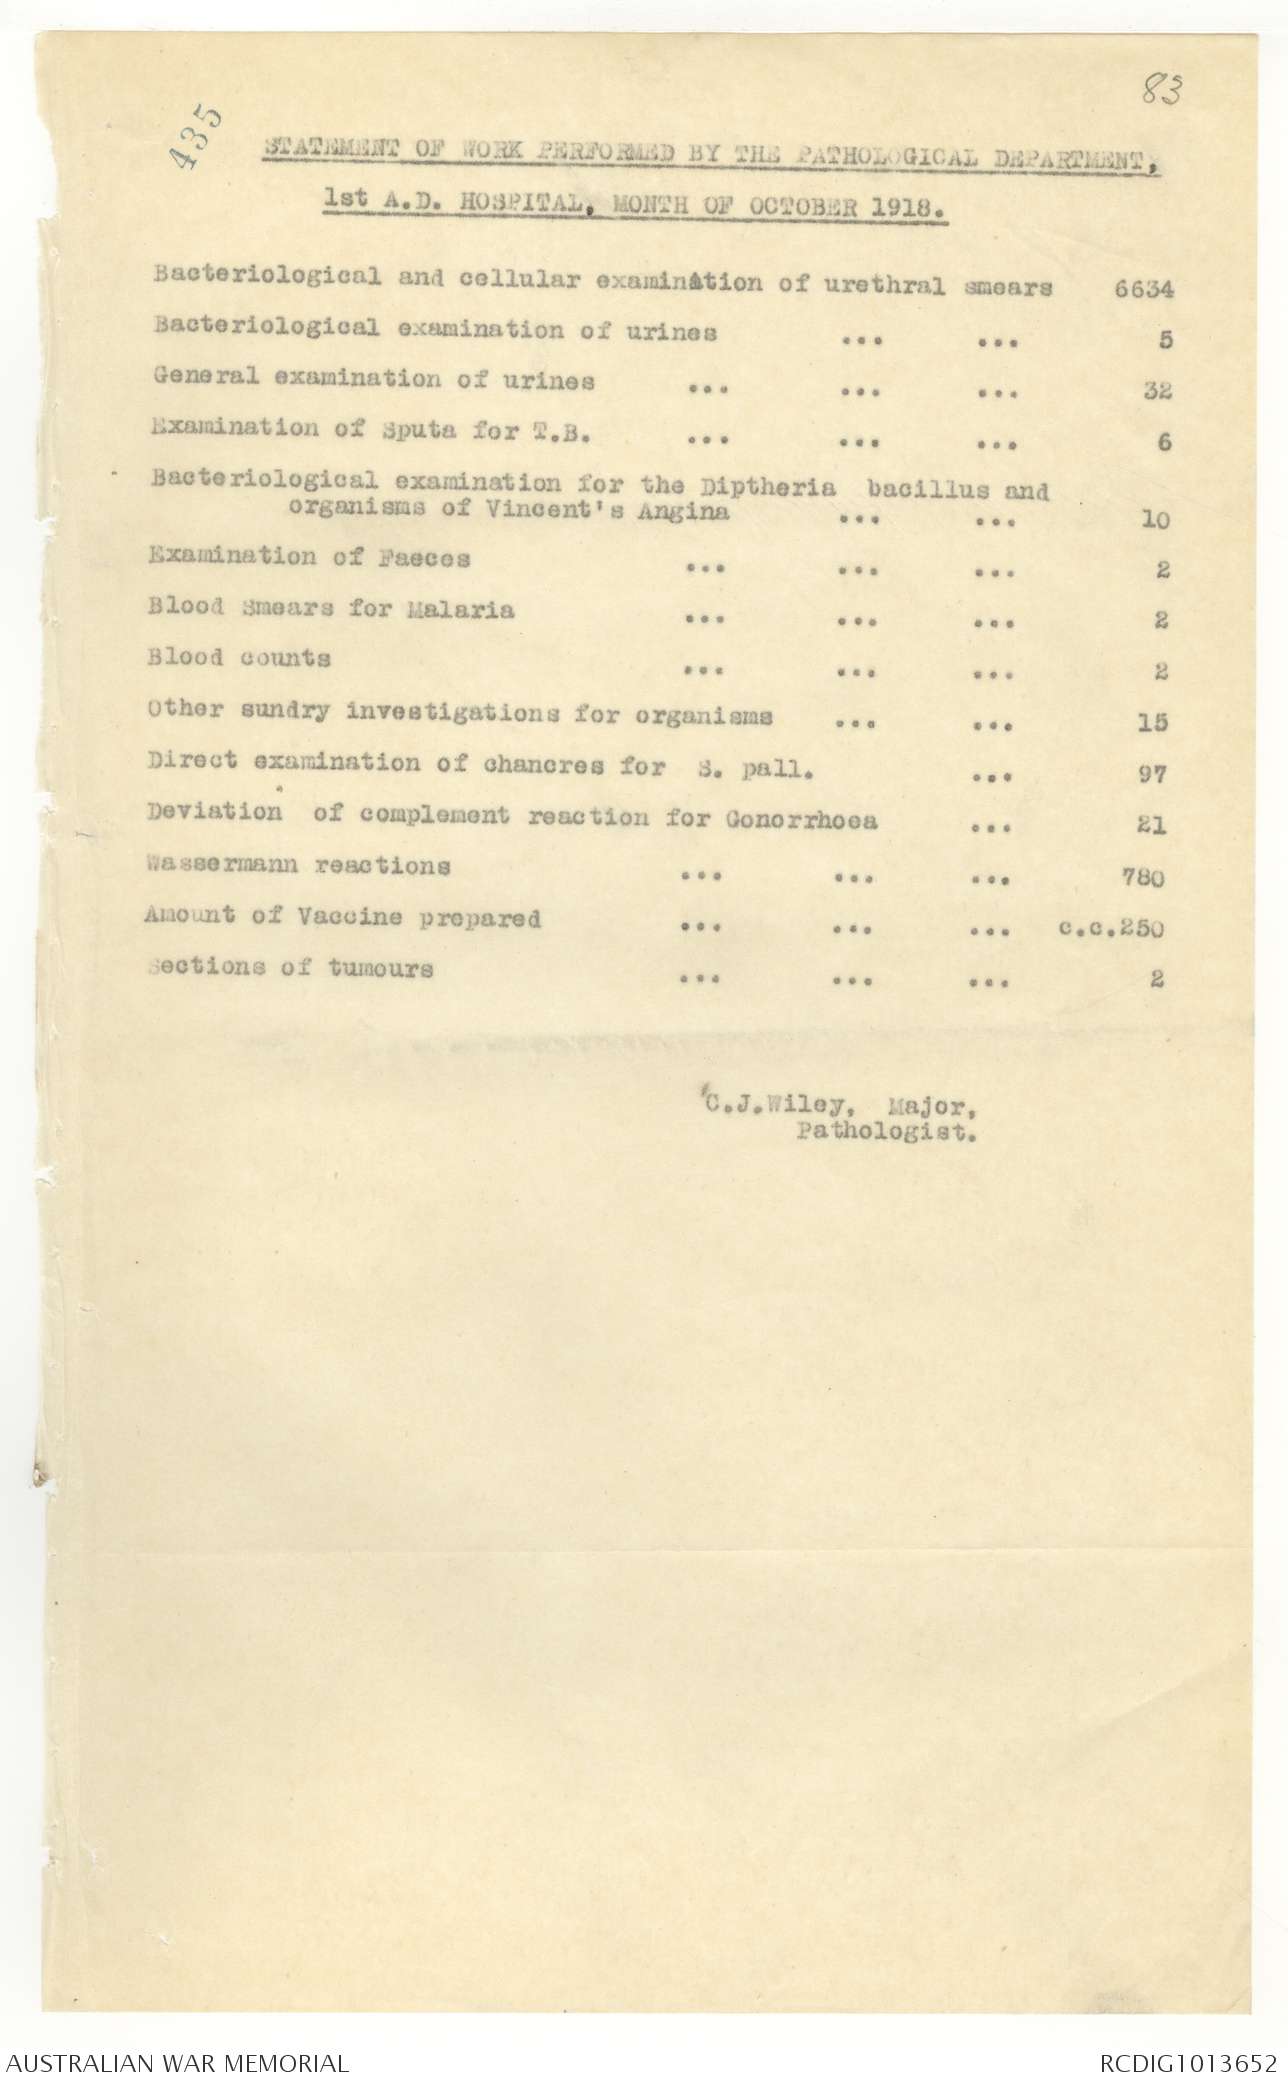 83
435
STATEMENT OF WORK PERFORMED BY THE PATHOLOGICAL DEPARTMENT,
1st A.D. HOSPITAL, MONTH OF OCTOBER 1918.
Bacteriological and cellular examination of urethral smears 6634
Bacteriological examination of urines ... ... 5
General examination of urines ... ... ... 32
Examination of Sputa for T.B. ... ... ... 6
Bacteriological examination for the Diptheria bacillus and
organisms of Vincent's Angina ... ... 10
Examination of Faeces ... ... ... 2
Blood Smears for Malaria ... ... ... 2
Blood counts ... ... ... 2
Other sundry investigations for organisms ... ... 15
Direct examination of chancres for S. pall. ... 97
Deviation of complement reaction for Gonorrhoea ... 21
Wassermann reactions ... ... ... 780
Amount of Vaccine prepared ... ... ... c.c.250
Sections of tumours ... ... ... 2
C.J.Wiley, Major,
Pathologist.
AUSTRALIAN WAR MEMORIAL RCDIG1013652